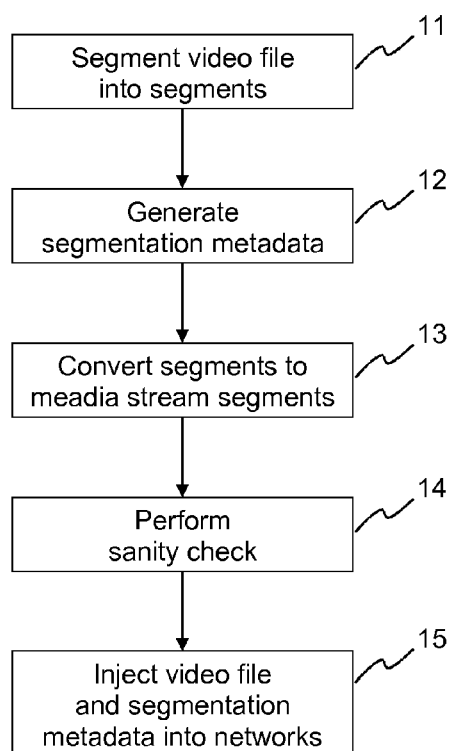 11
Segment video file
into segments
12
Generate
segmentation metadata
13
Convert segments to
meadia stream segments
14
Perform
sanity check
15
Inject video file
and segmentation
metadata into networks